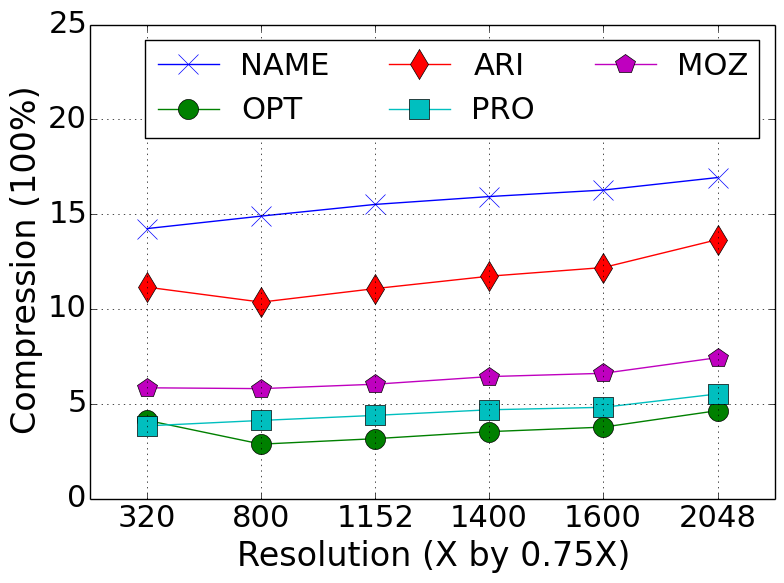 25
20
15
10
5
0
Compression (100%)
NAME ARI MOZ
OPT PRO
320 800 1152 1400 1600 2048
Resolution (X by 0.75X)